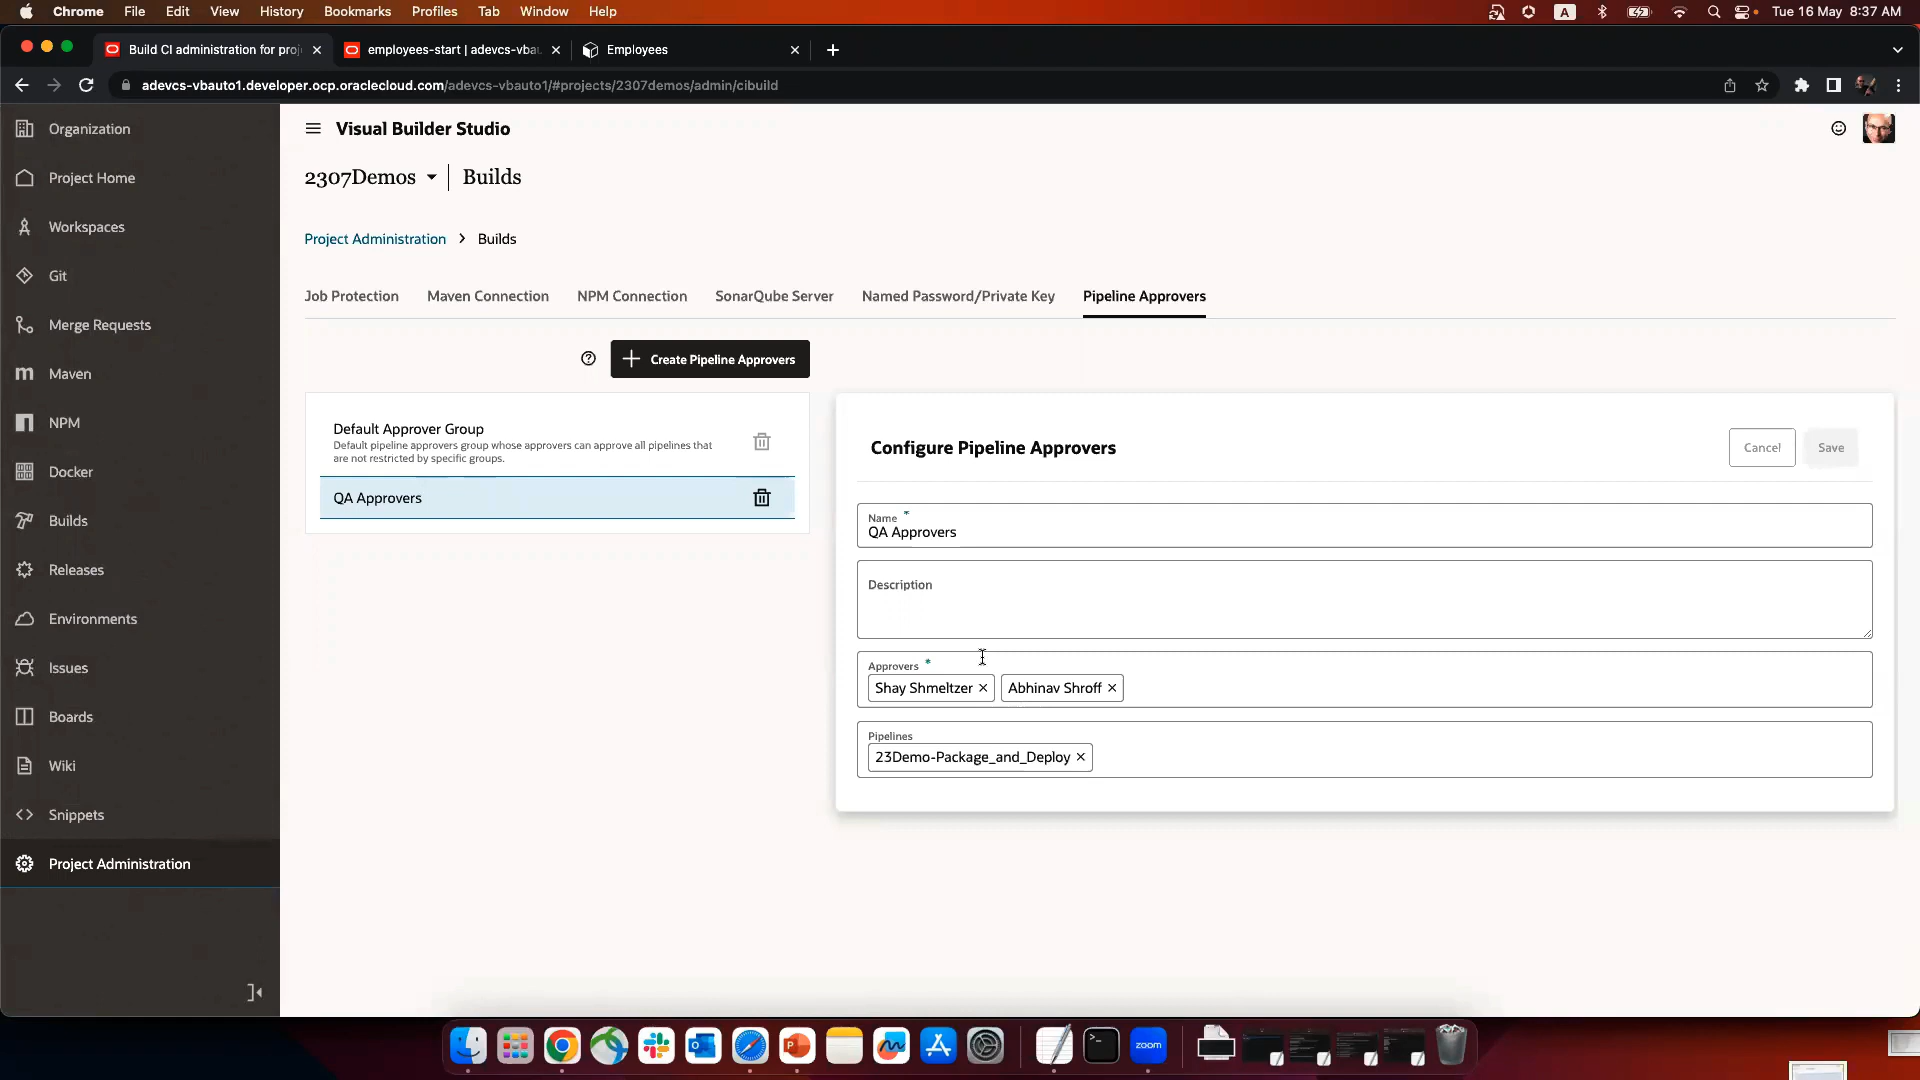 Chrome File Edit View History Bookmarks Profiles Tab Window Help
A
Tue 16 May 8:37 AM
Build CI administration for proj
employees-start | adevcs-vbau
Employees
adevcs-vbauto1.developer.ocp.oraclecloud.com/adevcs-vbauto1/#projects/2307demos/admin/cibuild
Organization
Project Home
Workspaces
Git
Merge Requests
Maven
NPM
Docker
Builds
Releases
Environments
Issues
Boards
Wiki
Snippets
Project Administration
Visual Builder Studio
2307Demos
Builds
Project Administration > Builds
Job Protection
Maven Connection
NPM Connection
SonarQube Server
Named Password/Private Key
Pipeline Approvers
Create Pipeline Approvers
Default Approver Group
Default pipeline approvers group whose approvers can approve all pipelines that
are not restricted by specific groups.
QA Approvers
Configure Pipeline Approvers
Cancel
Save
Name *
QA Approvers
Description
Approvers *
Shay Shmeltzer
Abhinav Shroff
Pipelines
23Demo-Package_and_Deploy
zoom